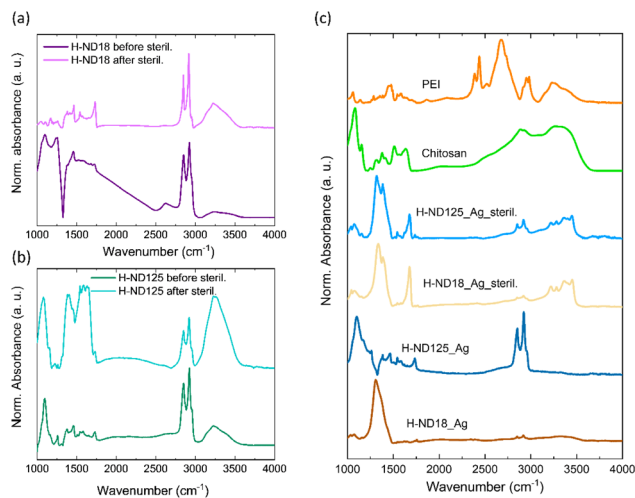 (a)
H-ND18 before steril.
H-ND18 after steril.
Norm. absorbance (a. u.)
1000 1500 2000 2500 3000 3500 4000
Wavenumber (cm⁻¹)
(b)
H-ND125 before steril.
H-ND125 after steril.
Norm. Absorbance (a. u.)
1000 1500 2000 2500 3000 3500 4000
Wavenumber (cm⁻¹)
(c)
PEI
Chitosan
H-ND125_Ag_steril.
H-ND18_Ag_steril.
H-ND125_Ag
H-ND18_Ag
Norm. Absorbance (a. u.)
1000 1500 2000 2500 3000 3500 4000
Wavenumber (cm⁻¹)